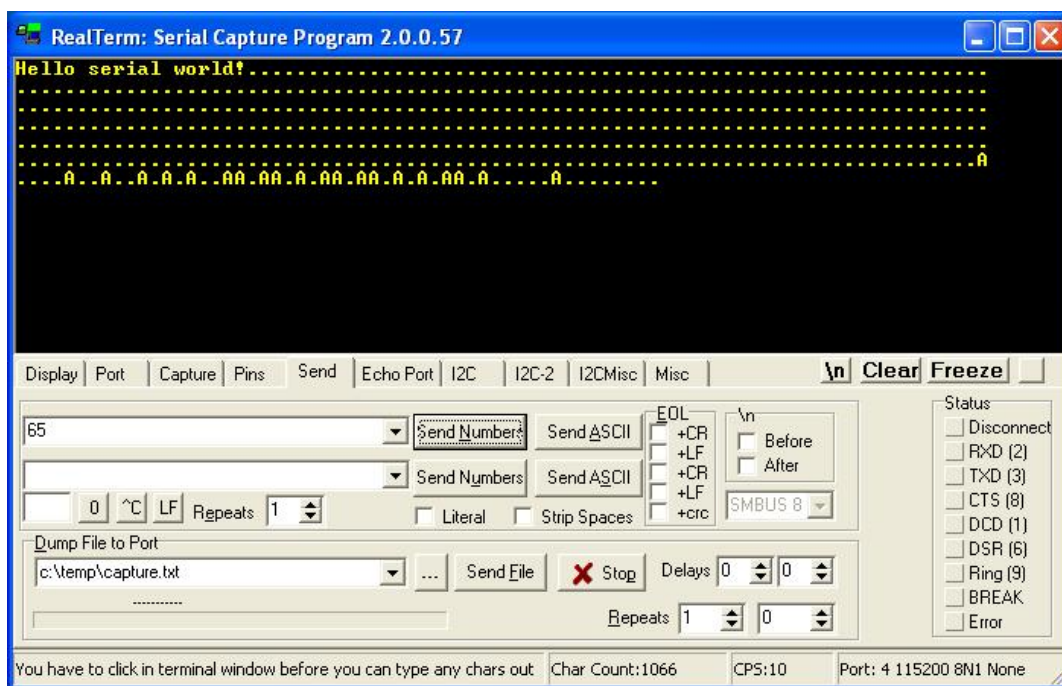 RealTerm: Serial Capture Program 2.0.0.57
Hello serial world!.............................................................
.................................................................................
.................................................................................
.................................................................................
.................................................................................
................................................................................A
....A..A..A.A.A..AA.AA.A.AA.AA.A.A.AA.A.....A........
Display Port Capture Pins Send Echo Port I2C I2C-2 I2CMisc Misc \n Clear Freeze
65 Send Numbers Send ASCII
Send Numbers Send ASCII
0 ^C LF Repeats 1
Literal Strip Spaces
EOL
+CR
+LF
+CR
+LF
+crc
\n
Before
After
SMBUS 8
Dump File to Port
c:\temp\capture.txt ... Send File Stop Delays 0 0
-----------
Repeats 1 0
Status
Disconnect
RXD (2)
TXD (3)
CTS (8)
DCD (1)
DSR (6)
Ring (9)
BREAK
Error
You have to click in terminal window before you can type any chars out Char Count:1066 CPS:10 Port: 4 115200 8N1 None